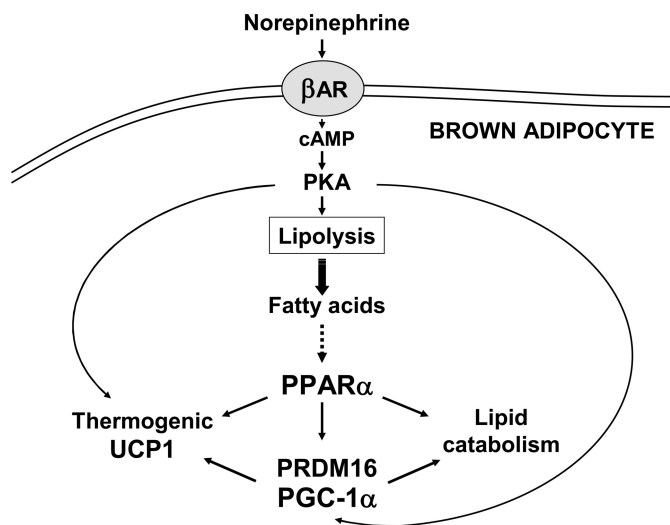 Norepinephrine
βAR
BROWN ADIPOCYTE
cAMP
PKA
Lipolysis
Fatty acids
PPARα
Thermogenic
UCP1
Lipid
catabolism
PRDM16
PGC-1α